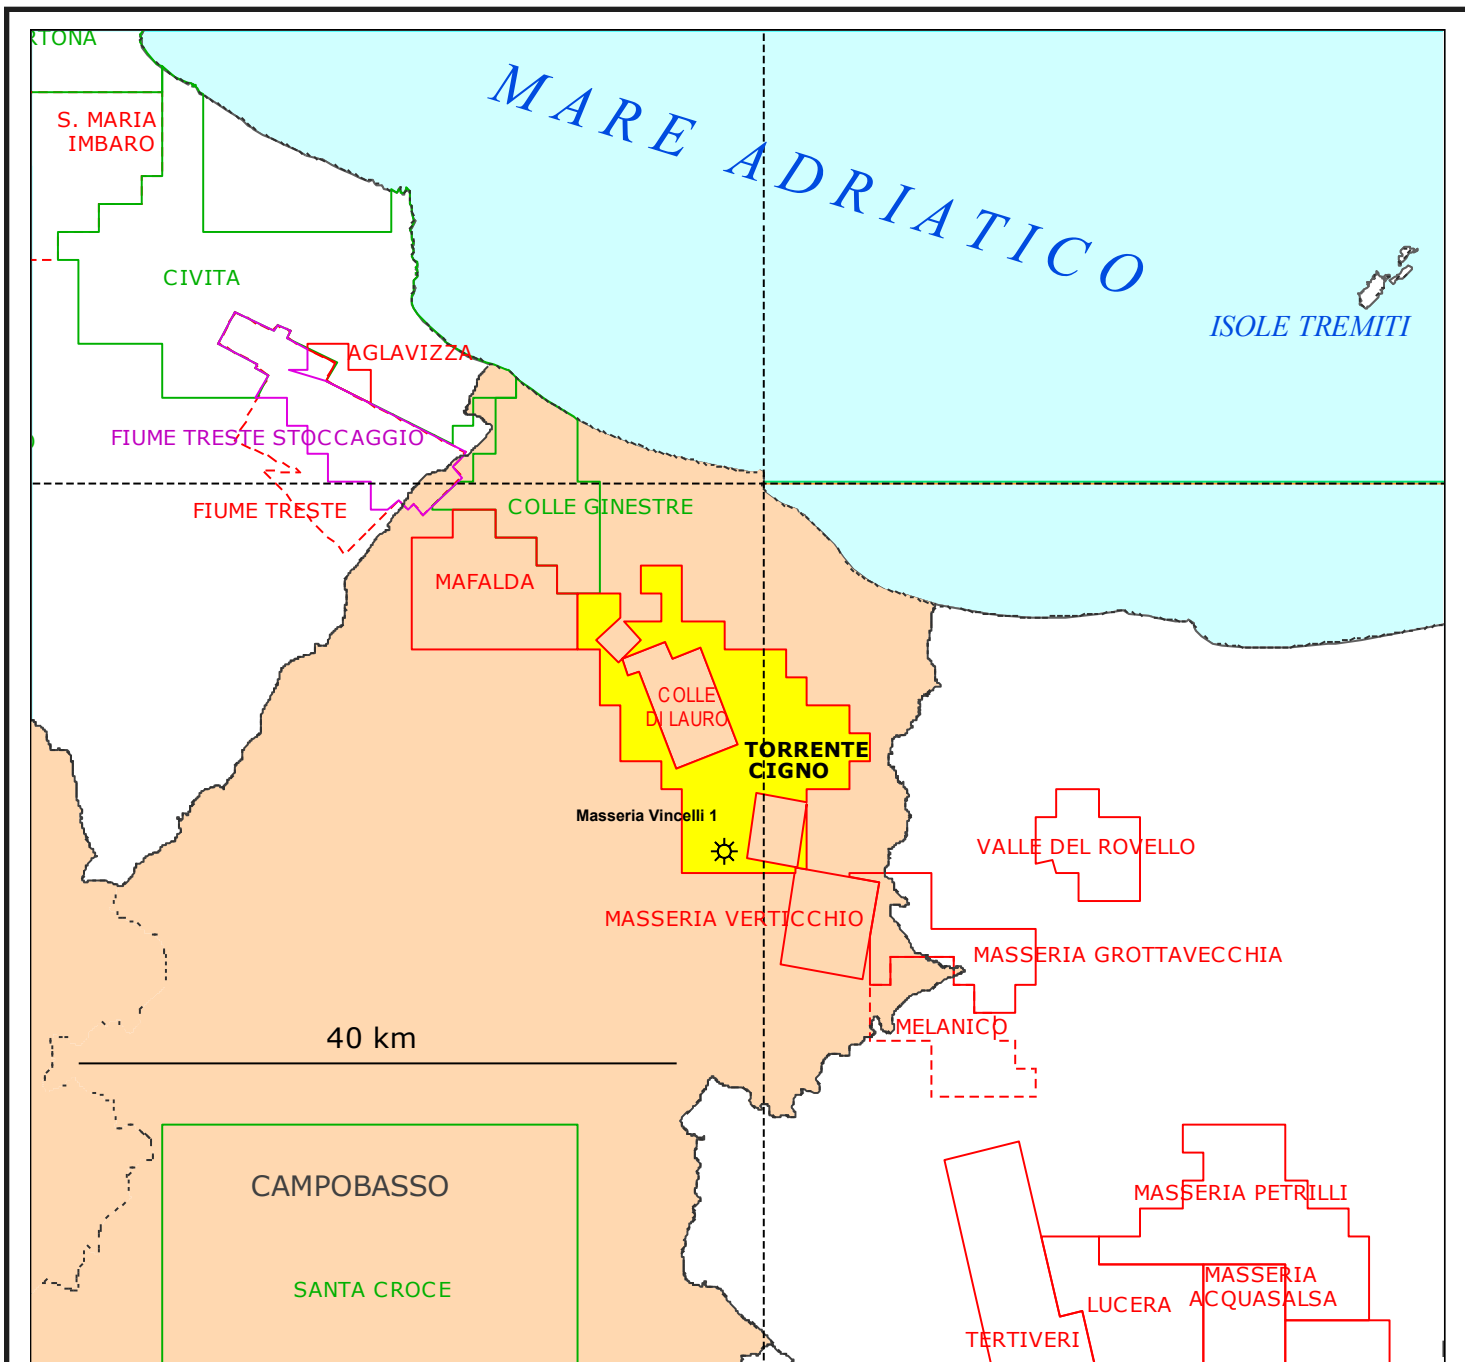 RTONA
S. MARIA
IMBARO
MARE ADRIATICO
CIVITA
ISOLE TREMITI
AGLAVIZZA
FIUME TRESTE STOCCAGGIO
FIUME TRESTE
COLLE GINESTRE
MAFALDA
COLLE
DI LAURO
TORRENTE
CIGNO
Masseria Vincelli 1
VALLE DEL ROVELLO
MASSERIA VERTICCHIO
MASSERIA GROTTAVECCHIA
MELANICO
40 km
CAMPOBASSO
MASSERIA PETRILLI
SANTA CROCE
MASSERIA
ACQUASALSA
LUCERA
TERTIVERI